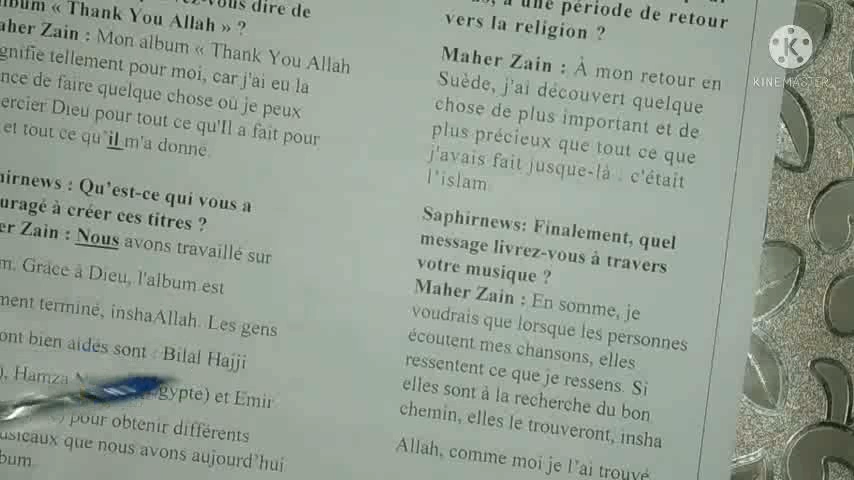 lbum « Thank You Allah » ?
aher Zain : Mon album « Thank You Allah
gnifie tellement pour moi, car j'ai eu la
nce de faire quelque chose où je peux
ercier Dieu pour tout ce qu'Il a fait pour
et tout ce qu'il m'a donné.
hirnews : Qu'est-ce qui vous a
uragé à créer ces titres ?
er Zain : Nous avons travaillé sur
m. Grâce à Dieu, l'album est
ment terminé, inshaAllah. Les gens
ont bien aidés sont : Bilal Hajji
), Hamza gypte) et Emir
) pour obtenir différents
usicaux que nous avons aujourd'hui
bum
une période de retour
vers la religion ?
Maher Zain : À mon retour en
Suède, j'ai découvert quelque
chose de plus important et de
plus précieux que tout ce que
j'avais fait jusque-là : c'était
l'islam
Saphirnews: Finalement, quel
message livrez-vous à travers
votre musique ?
Maher Zain : En somme, je
voudrais que lorsque les personnes
écoutent mes chansons, elles
ressentent ce que je ressens. Si
elles sont à la recherche du bon
chemin, elles le trouveront, insha
Allah, comme moi je l'ai trouvé
KINEMASTER